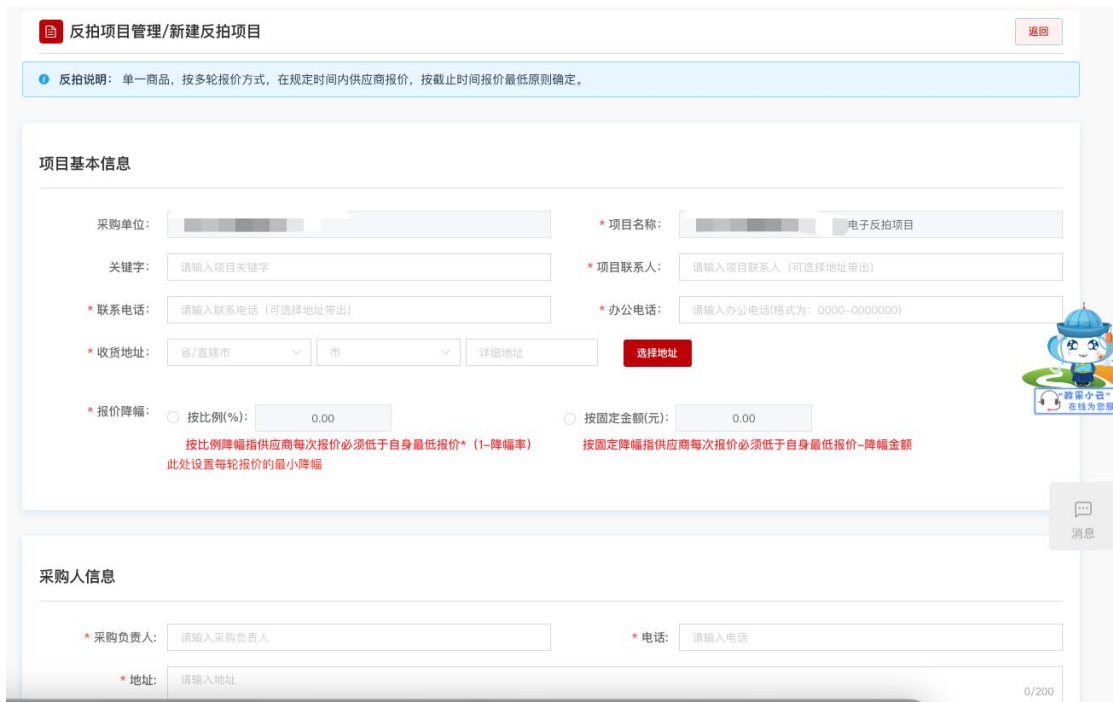 反拍项目管理/新建反拍项目
返回
反拍说明： 单一商品，按多轮报价方式，在规定时间内供应商报价，按截止时间报价最低原则确定。
项目基本信息
采购单位：
* 项目名称： 电子反拍项目
关键字： 请输入项目关键字
* 项目联系人： 请输入项目联系人（可选择地址带出）
* 联系电话： 请输入联系电话（可选择地址带出）
* 办公电话： 请输入办公电话(格式为：0000-0000000)
* 收货地址： 省/直辖市 市 详细地址 选择地址
* 报价降幅： 按比例(%)： 0.00 按固定金额(元)： 0.00
按比例降幅指供应商每次报价必须低于自身最低报价*（1-降幅率）
按固定降幅指供应商每次报价必须低于自身最低报价-降幅金额
此处设置每轮报价的最小降幅
在线为您服
消息
采购人信息
* 采购负责人： 请输入采购负责人
* 电话： 请输入电话
* 地址： 请输入地址
0/200